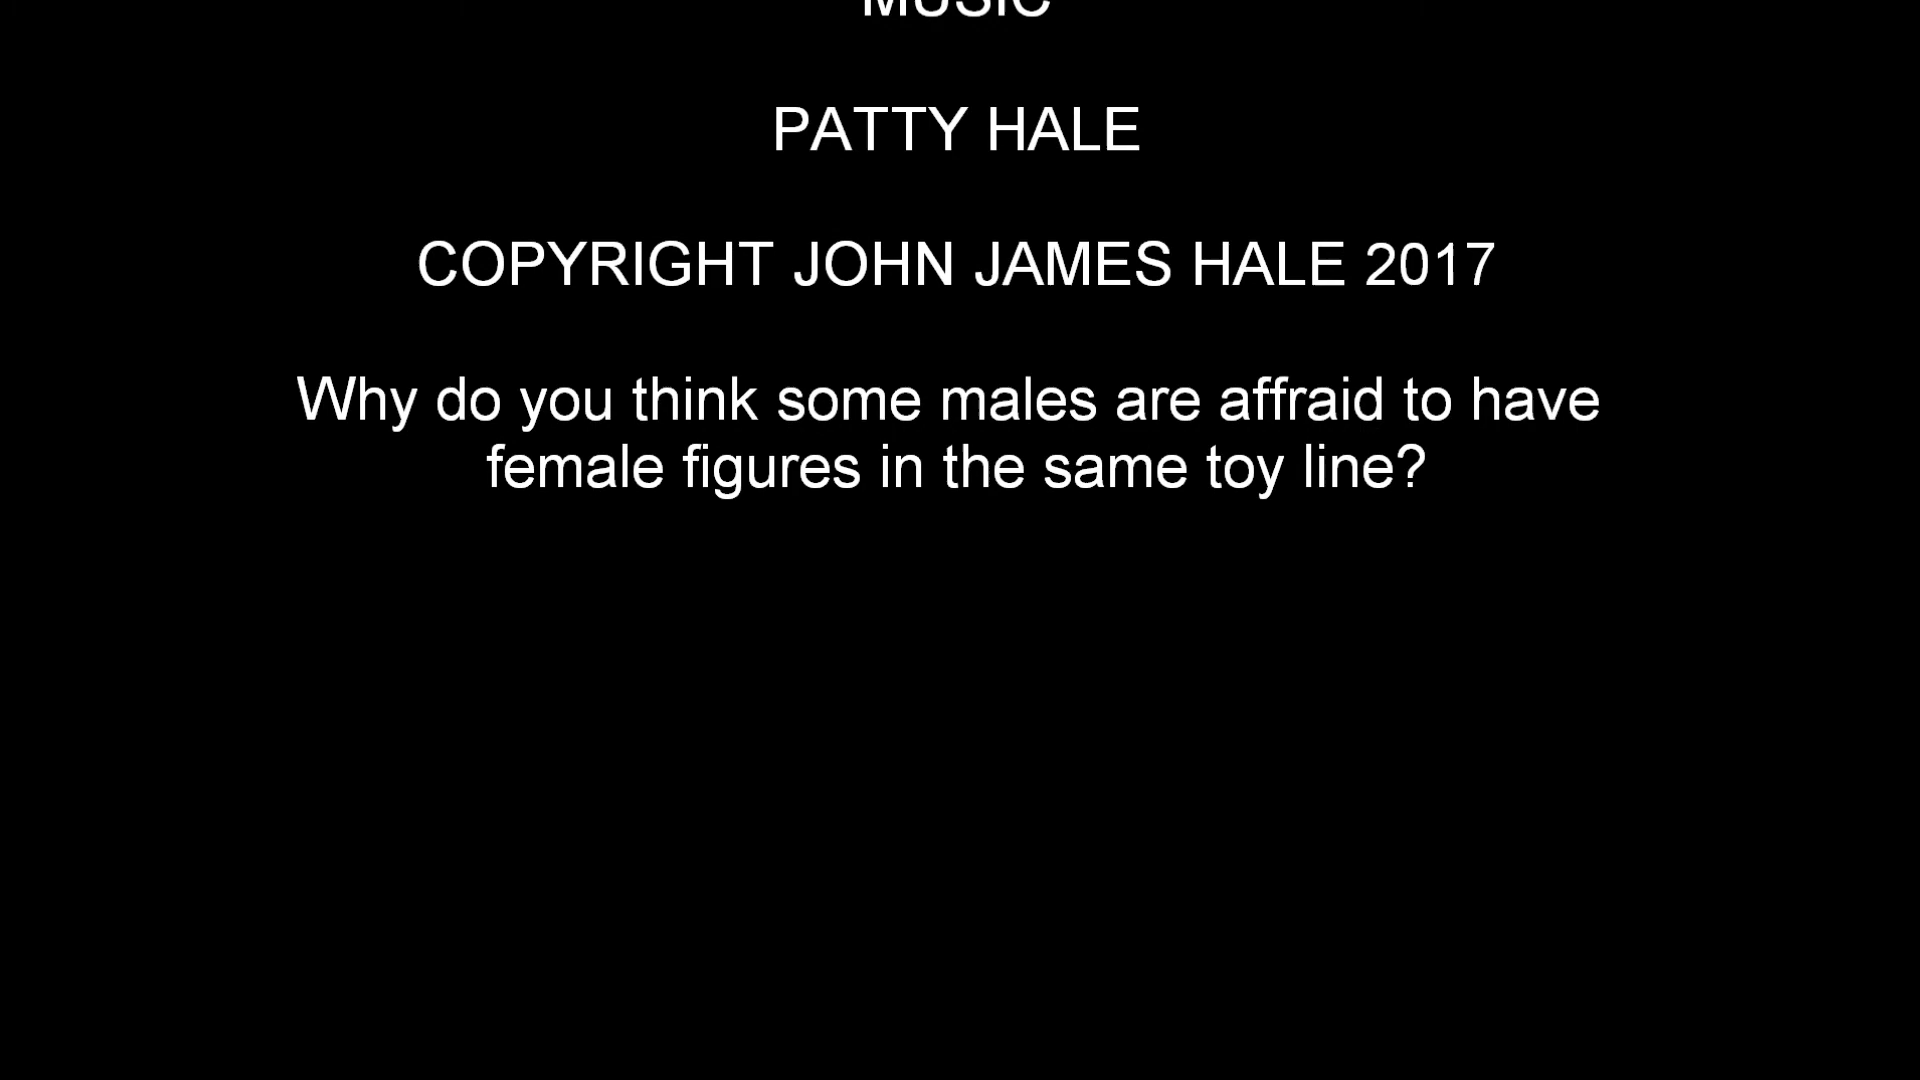 MUSIC
PATTY HALE
COPYRIGHT JOHN JAMES HALE 2017
Why do you think some males are affraid to have
female figures in the same toy line?